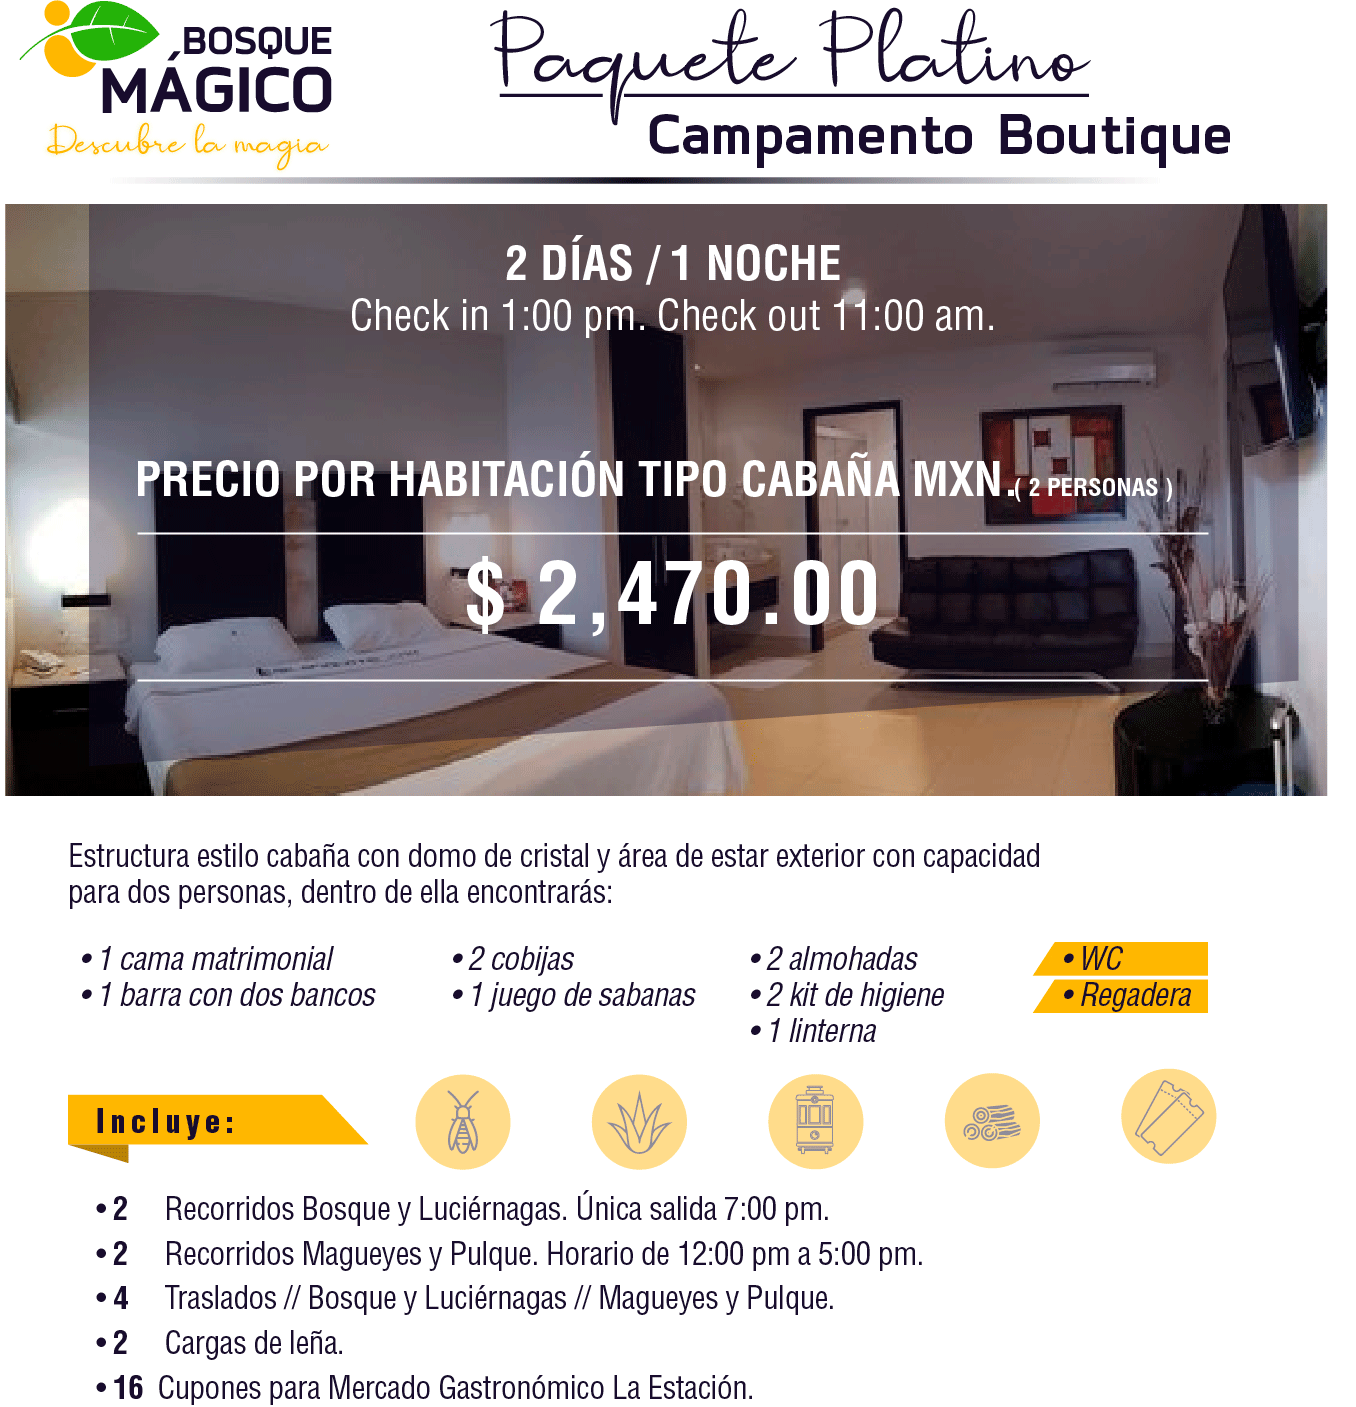 BOSQUE
MÁGICO
Descubre la magia
Paquete Platino
Campamento Boutique
2 DÍAS / 1 NOCHE
Check in 1:00 pm. Check out 11:00 am.
PRECIO POR HABITACIÓN TIPO CABAÑA MXN.( 2 PERSONAS )
$ 2,470.00
Estructura estilo cabaña con domo de cristal y área de estar exterior con capacidad
para dos personas, dentro de ella encontrarás:
• 1 cama matrimonial
• 1 barra con dos bancos
• 2 cobijas
• 1 juego de sabanas
• 2 almohadas
• 2 kit de higiene
• 1 linterna
• WC
• Regadera
Incluye:
• 2 Recorridos Bosque y Luciérnagas. Única salida 7:00 pm.
• 2 Recorridos Magueyes y Pulque. Horario de 12:00 pm a 5:00 pm.
• 4 Traslados // Bosque y Luciérnagas // Magueyes y Pulque.
• 2 Cargas de leña.
• 16 Cupones para Mercado Gastronómico La Estación.